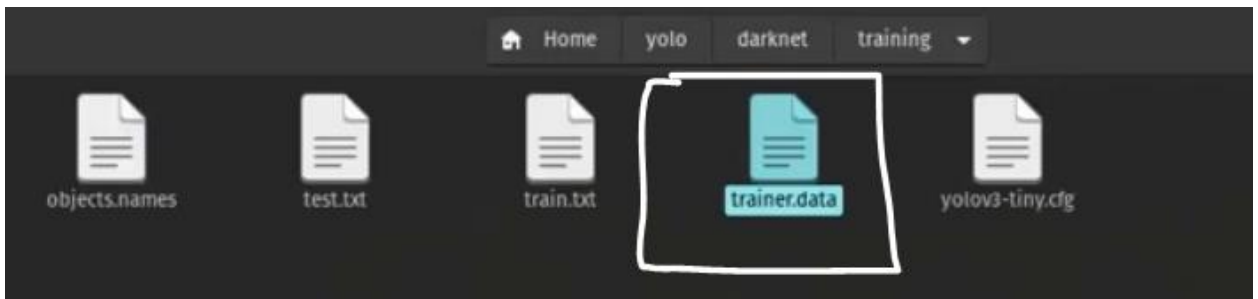 Home yolo darknet training
objects.names test.txt train.txt trainer.data yolov3-tiny.cfg